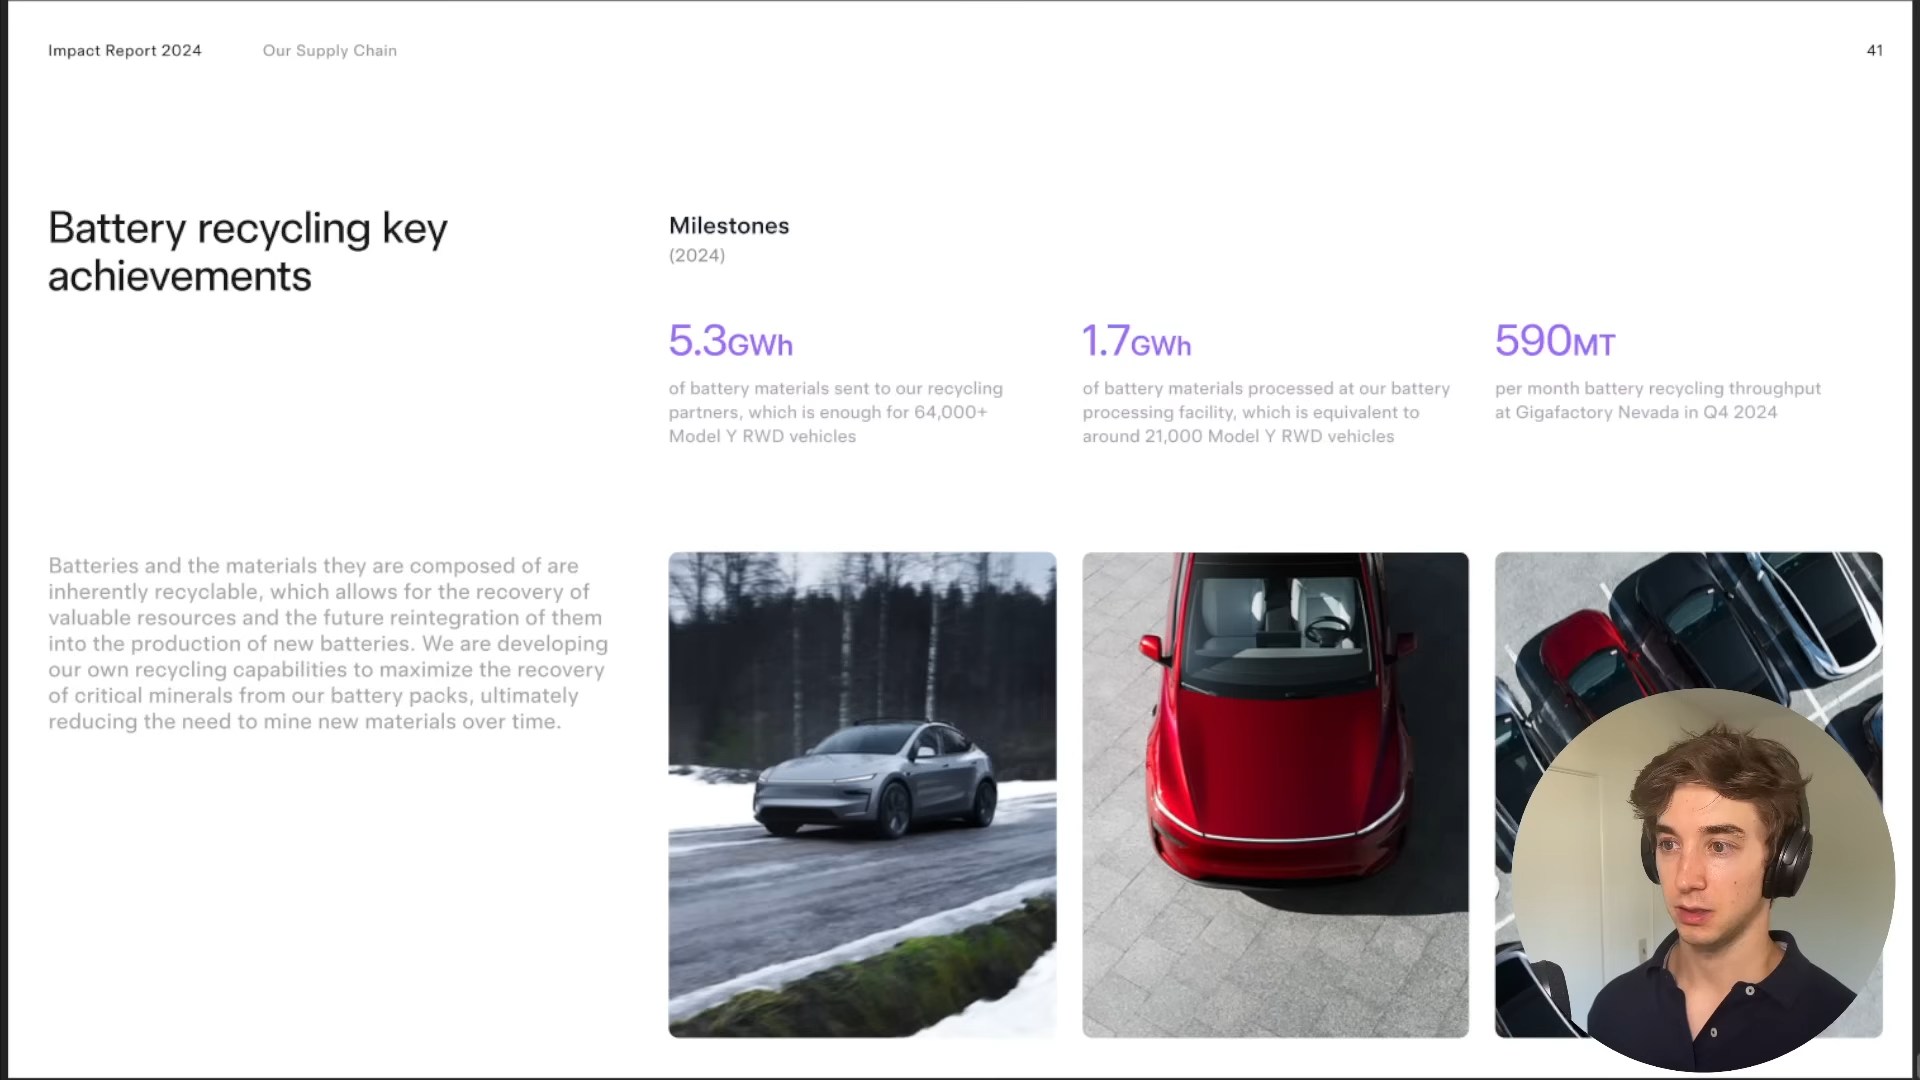 Impact Report 2024
Our Supply Chain
41
Battery recycling key
achievements
Milestones
(2024)
5.3GWh
of battery materials sent to our recycling
partners, which is enough for 64,000+
Model Y RWD vehicles
1.7GWh
of battery materials processed at our battery
processing facility, which is equivalent to
around 21,000 Model Y RWD vehicles
590MT
per month battery recycling throughput
at Gigafactory Nevada in Q4 2024
Batteries and the materials they are composed of are
inherently recyclable, which allows for the recovery of
valuable resources and the future reintegration of them
into the production of new batteries. We are developing
our own recycling capabilities to maximize the recovery
of critical minerals from our battery packs, ultimately
reducing the need to mine new materials over time.